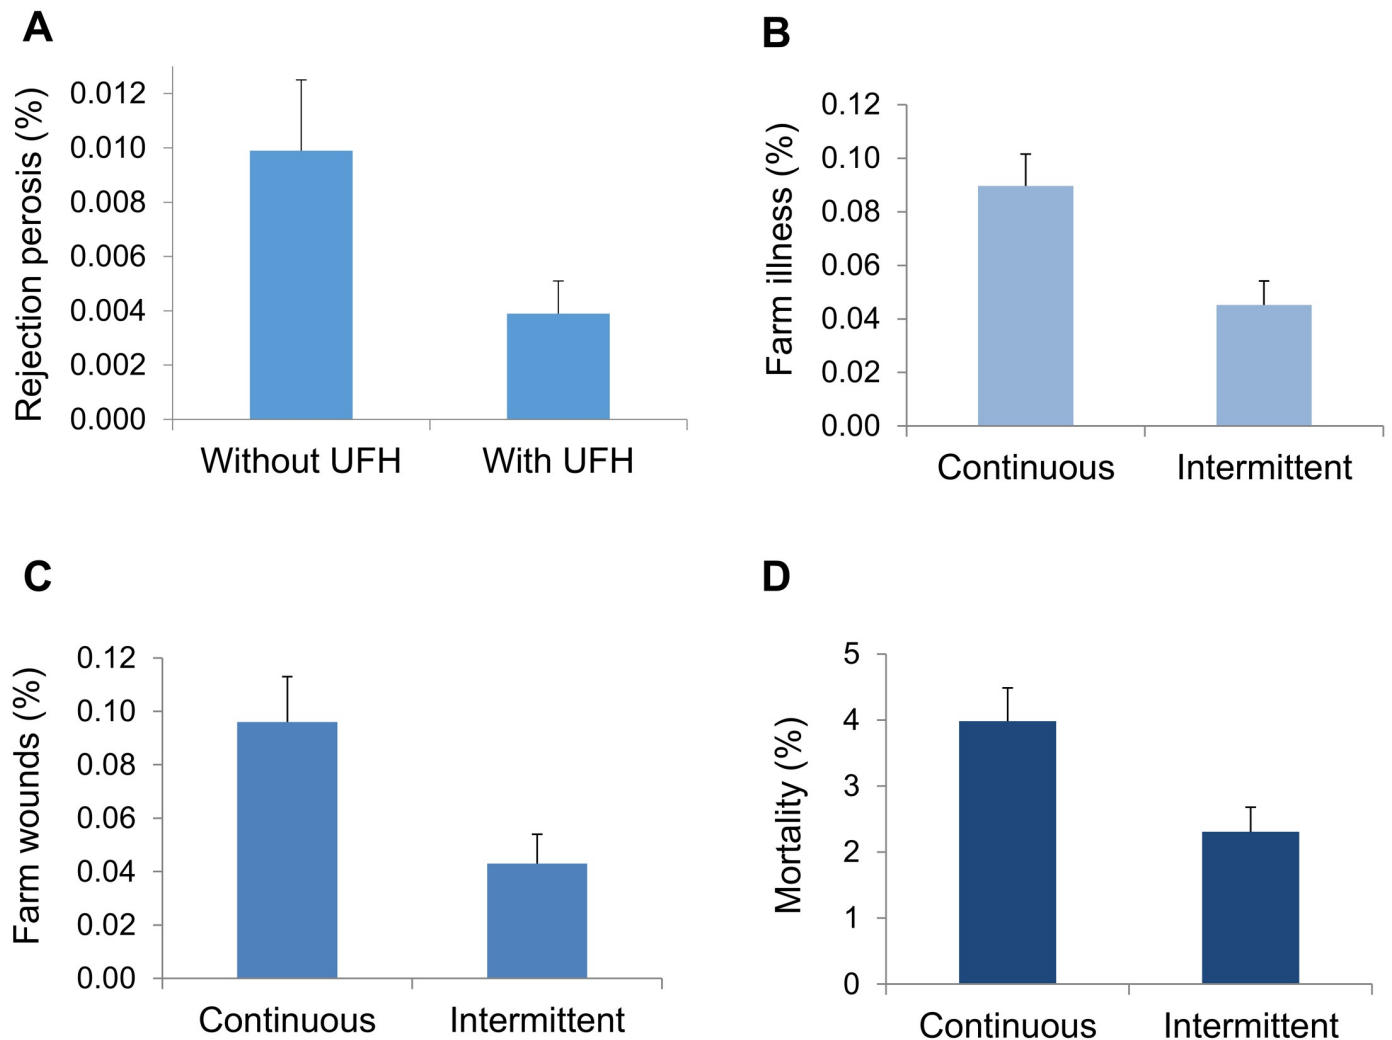 A
Rejection perosis (%)
0.012
0.010
0.008
0.006
0.004
0.002
0.000
Without UFH
With UFH
B
Farm illness (%)
0.12
0.10
0.08
0.06
0.04
0.02
0.00
Continuous
Intermittent
C
Farm wounds (%)
0.12
0.10
0.08
0.06
0.04
0.02
0.00
Continuous
Intermittent
D
Mortality (%)
5
4
3
2
1
0
Continuous
Intermittent